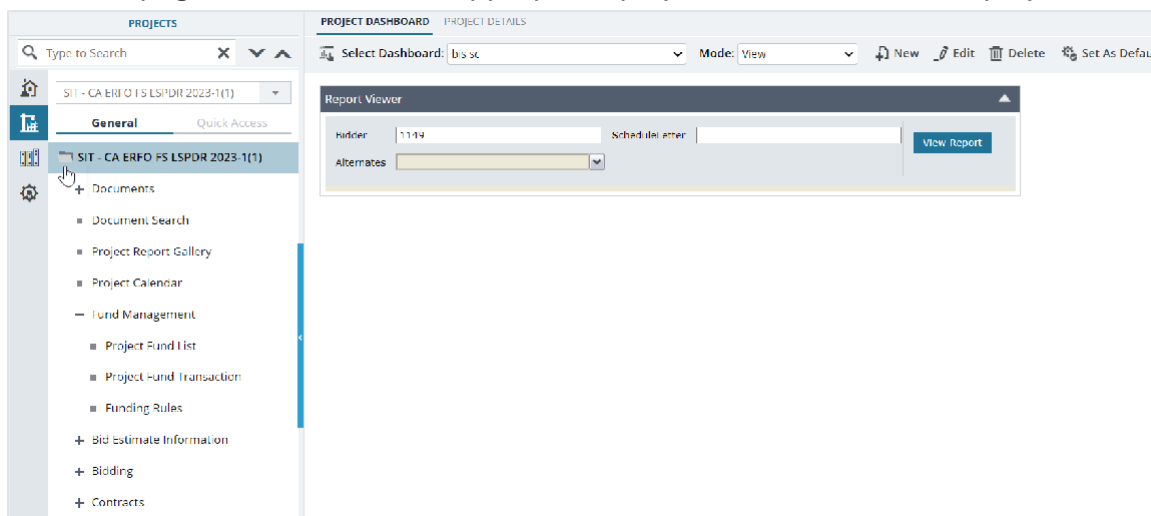 PROJECTS
Type to Search
SIT - CA ERFO FS LSPDR 2023-1(1)
General Quick Access
SIT - CA ERFO FS LSPDR 2023-1(1)
Documents
Document Search
Project Report Gallery
Project Calendar
Fund Management
Project Fund List
Project Fund Transaction
Funding Rules
Bid Estimate Information
Bidding
Contracts
PROJECT DASHBOARD PROJECT DETAILS
Select Dashboard: bis sc Mode: View New Edit Delete Set As Defau
Report Viewer
Bidder 1149 ScheduleLetter View Report
Alternates